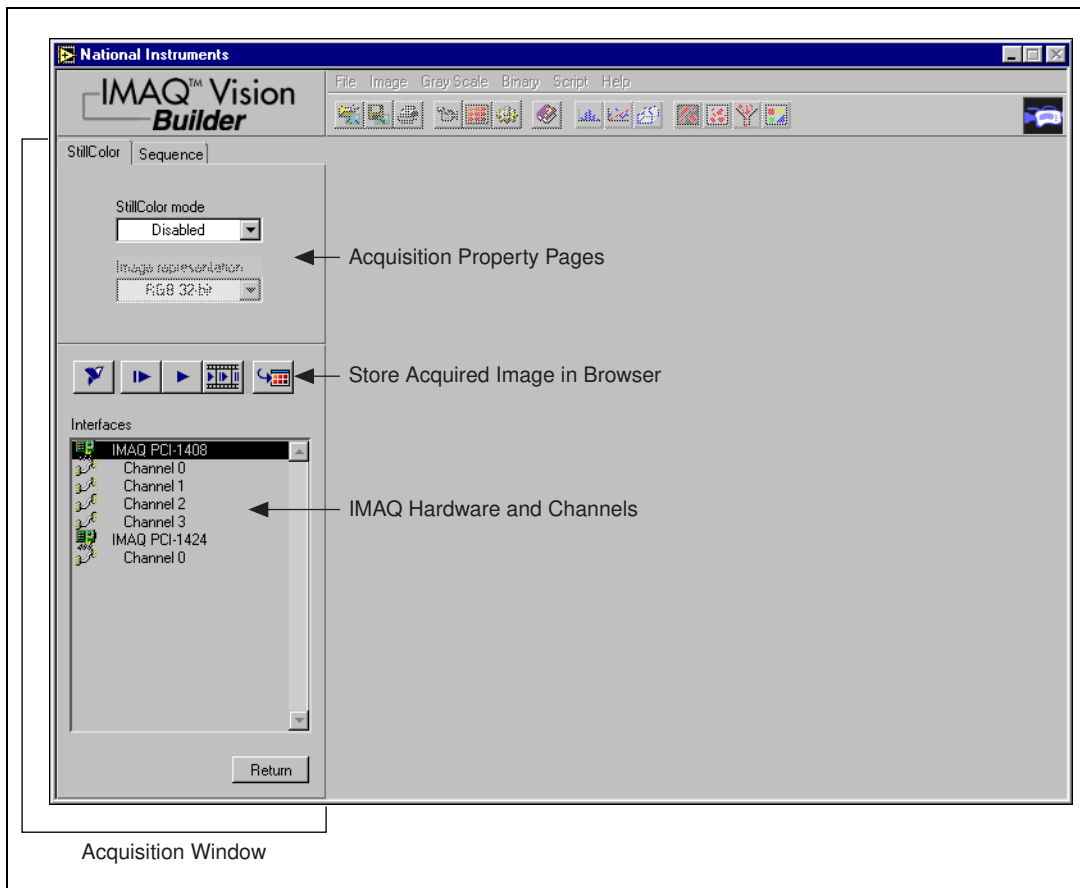 National Instruments
IMAQ™ Vision
Builder
File Image Gray Scale Binary Script Help
StillColor Sequence
StillColor mode
Disabled
Acquisition Property Pages
Image representation
RGB 32-bit
Store Acquired Image in Browser
Interfaces
IMAQ PCI-1408
Channel 0
Channel 1
Channel 2
Channel 3
IMAQ Hardware and Channels
IMAQ PCI-1424
Channel 0
Return
Acquisition Window